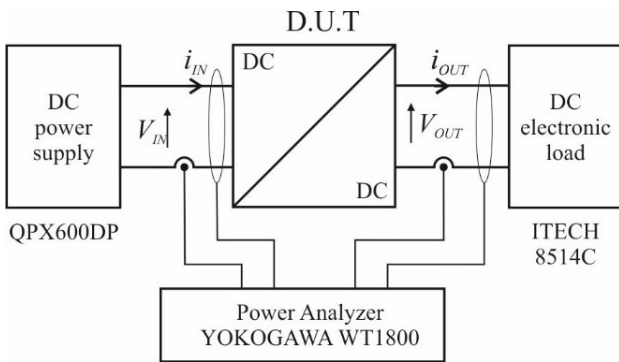 D.U.T
DC
power
supply
QPX600DP
i_IN
V_IN
DC
DC
i_OUT
V_OUT
DC
electronic
load
ITECH
8514C
Power Analyzer
YOKOGAWA WT1800